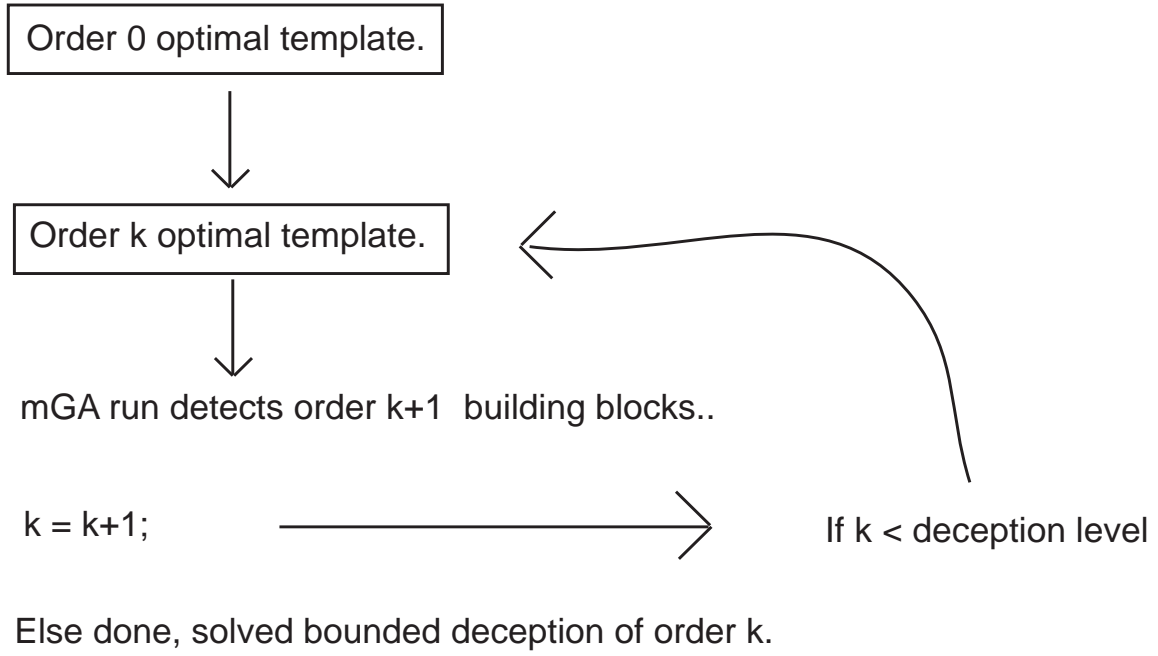 Order 0 optimal template.
Order k optimal template.
mGA run detects order k+1 building blocks..
k = k+1;
If k < deception level
Else done, solved bounded deception of order k.